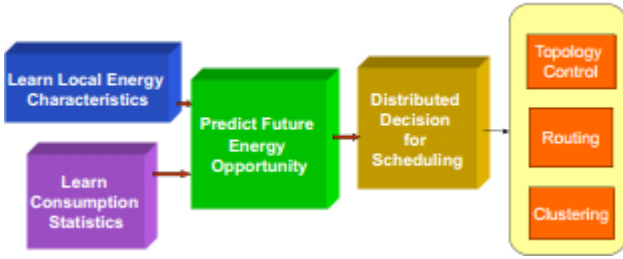 Learn Local Energy
Characteristics
Learn
Consumption
Statistics
Predict Future
Energy
Opportunity
Distributed
Decision
for
Scheduling
Topology
Control
Routing
Clustering